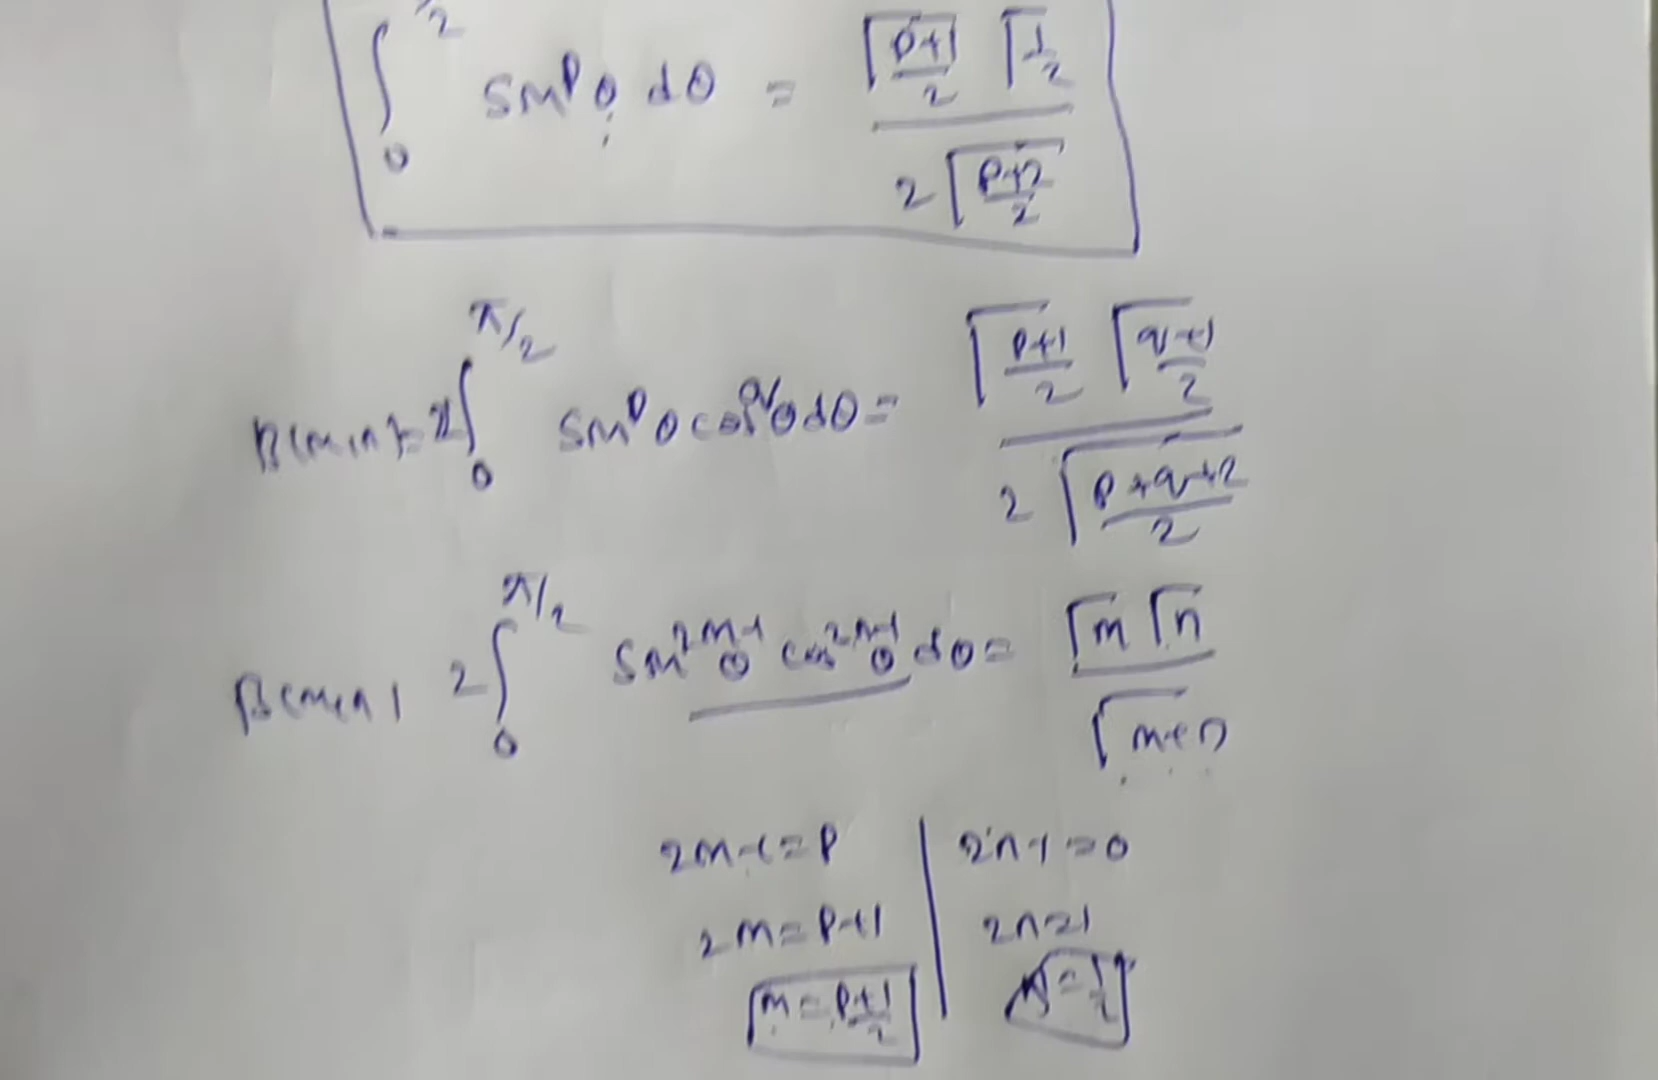 ∫₀^π/2 sin^p θ dθ = Γ(p+1)/2 Γ1/2 / 2Γ(p+2)/2
B(m,n) = 2∫₀^π/2 sin^p θ cos^q θ dθ = Γ(p+1)/2 Γ(q+1)/2 / 2Γ(p+q+2)/2
B(m,n) 2∫₀^π/2 sin^2m-1 θ cos^2n-1 θ dθ = Γm Γn / Γm+n
2m-1=p | 2n-1=0
2m=p+1 | 2n=1
m=(p+1)/2 | n=1/2